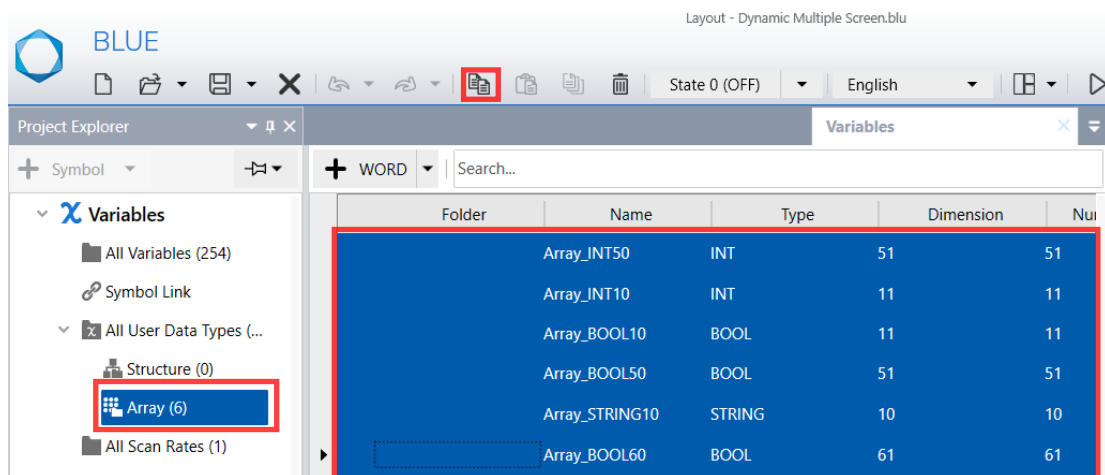 Layout - Dynamic Multiple Screen.blu
BLUE
State 0 (OFF) English
Project Explorer Variables
Symbol WORD Search...
Folder Name Type Dimension
Variables
All Variables (254)
Symbol Link
All User Data Types (...
Structure (0)
Array (6)
All Scan Rates (1)
Array_INT50 INT 51 51
Array_INT10 INT 11 11
Array_BOOL10 BOOL 11 11
Array_BOOL50 BOOL 51 51
Array_STRING10 STRING 10 10
Array_BOOL60 BOOL 61 61